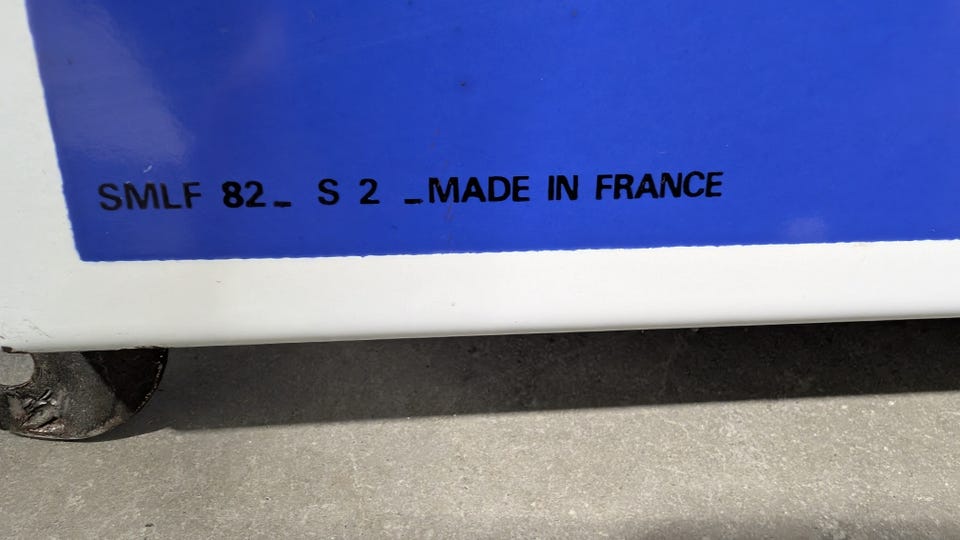 SMLF 82_ S 2 _MADE IN FRANCE